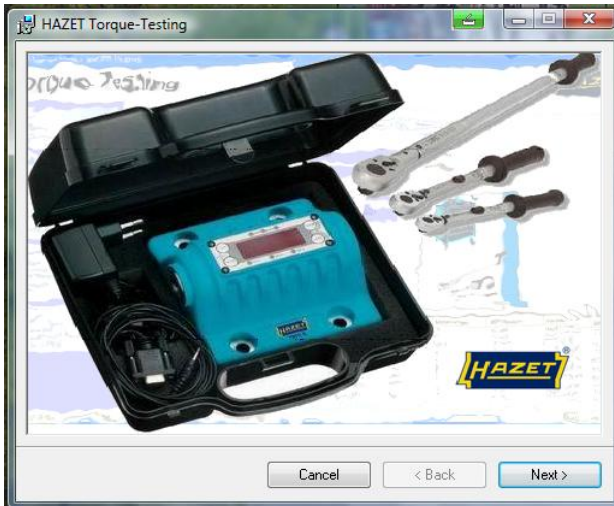 HAZET Torque-Testing
Torque Testing
HAZET
HAZET®
Cancel
< Back
Next >